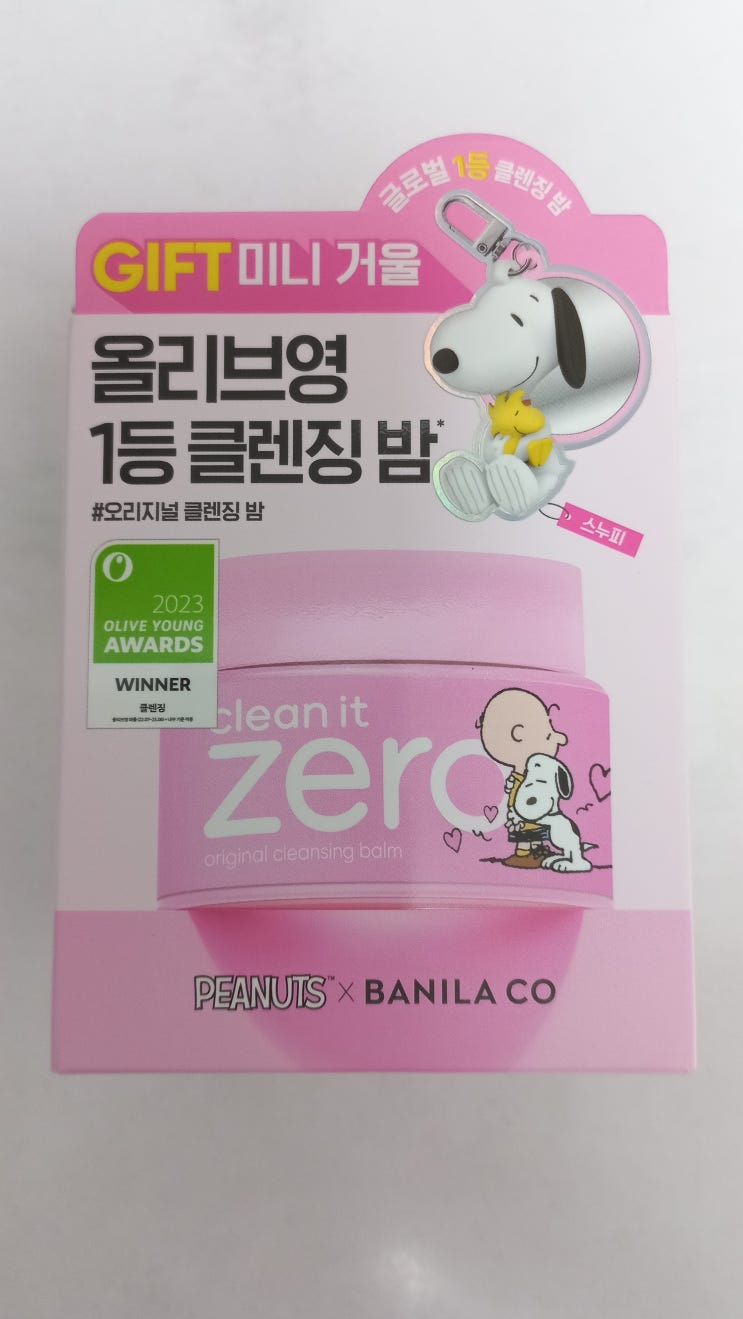 글로벌 1등 클렌징 밤
GIFT 미니 거울
올리브영
1등 클렌징 밤*
#오리지널 클렌징 밤
스누피
2023
OLIVE YOUNG
AWARDS
WINNER
클렌징
clean it
zero
original cleansing balm
PEANUTS™ × BANILA CO